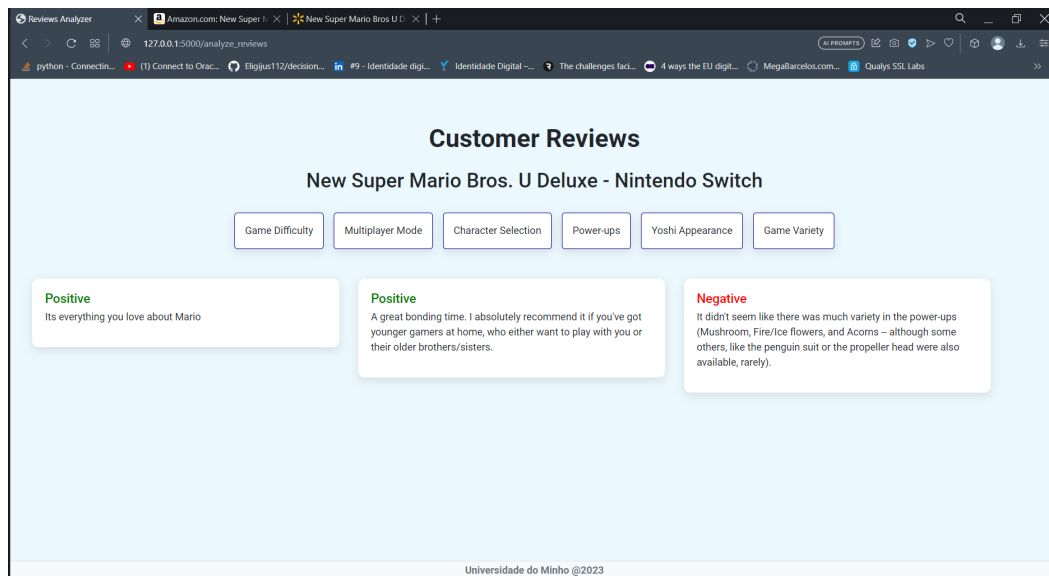 Reviews Analyzer
Amazon.com: New Super M
New Super Mario Bros U D
127.0.0.1:5000/analyze_reviews
AI PROMPTS
python - Connectin...
(1) Connect to Orac...
Eligijus112/decision...
#9 - Identidade digi...
Identidade Digital –...
The challenges faci...
4 ways the EU digit...
MegaBarcelos.com...
Qualys SSL Labs
Customer Reviews
New Super Mario Bros. U Deluxe - Nintendo Switch
Game Difficulty
Multiplayer Mode
Character Selection
Power-ups
Yoshi Appearance
Game Variety
Positive
Its everything you love about Mario
Positive
A great bonding time. I absolutely recommend it if you've got
younger gamers at home, who either want to play with you or
their older brothers/sisters.
Negative
It didn't seem like there was much variety in the power-ups
(Mushroom, Fire/Ice flowers, and Acorns -- although some
others, like the penguin suit or the propeller head were also
available, rarely).
Universidade do Minho @2023